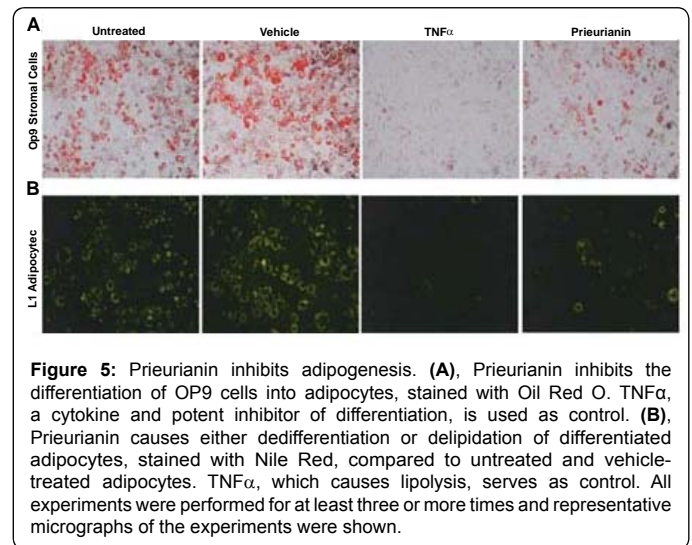 A
Untreated Vehicle TNFα Prieurianin
Op9 Stromal Cells
B
L1 Adipocytec
Figure 5: Prieurianin inhibits adipogenesis. (A), Prieurianin inhibits the
differentiation of OP9 cells into adipocytes, stained with Oil Red O. TNFα,
a cytokine and potent inhibitor of differentiation, is used as control. (B),
Prieurianin causes either dedifferentiation or delipidation of differentiated
adipocytes, stained with Nile Red, compared to untreated and vehicle-
treated adipocytes. TNFα, which causes lipolysis, serves as control. All
experiments were performed for at least three or more times and representative
micrographs of the experiments were shown.